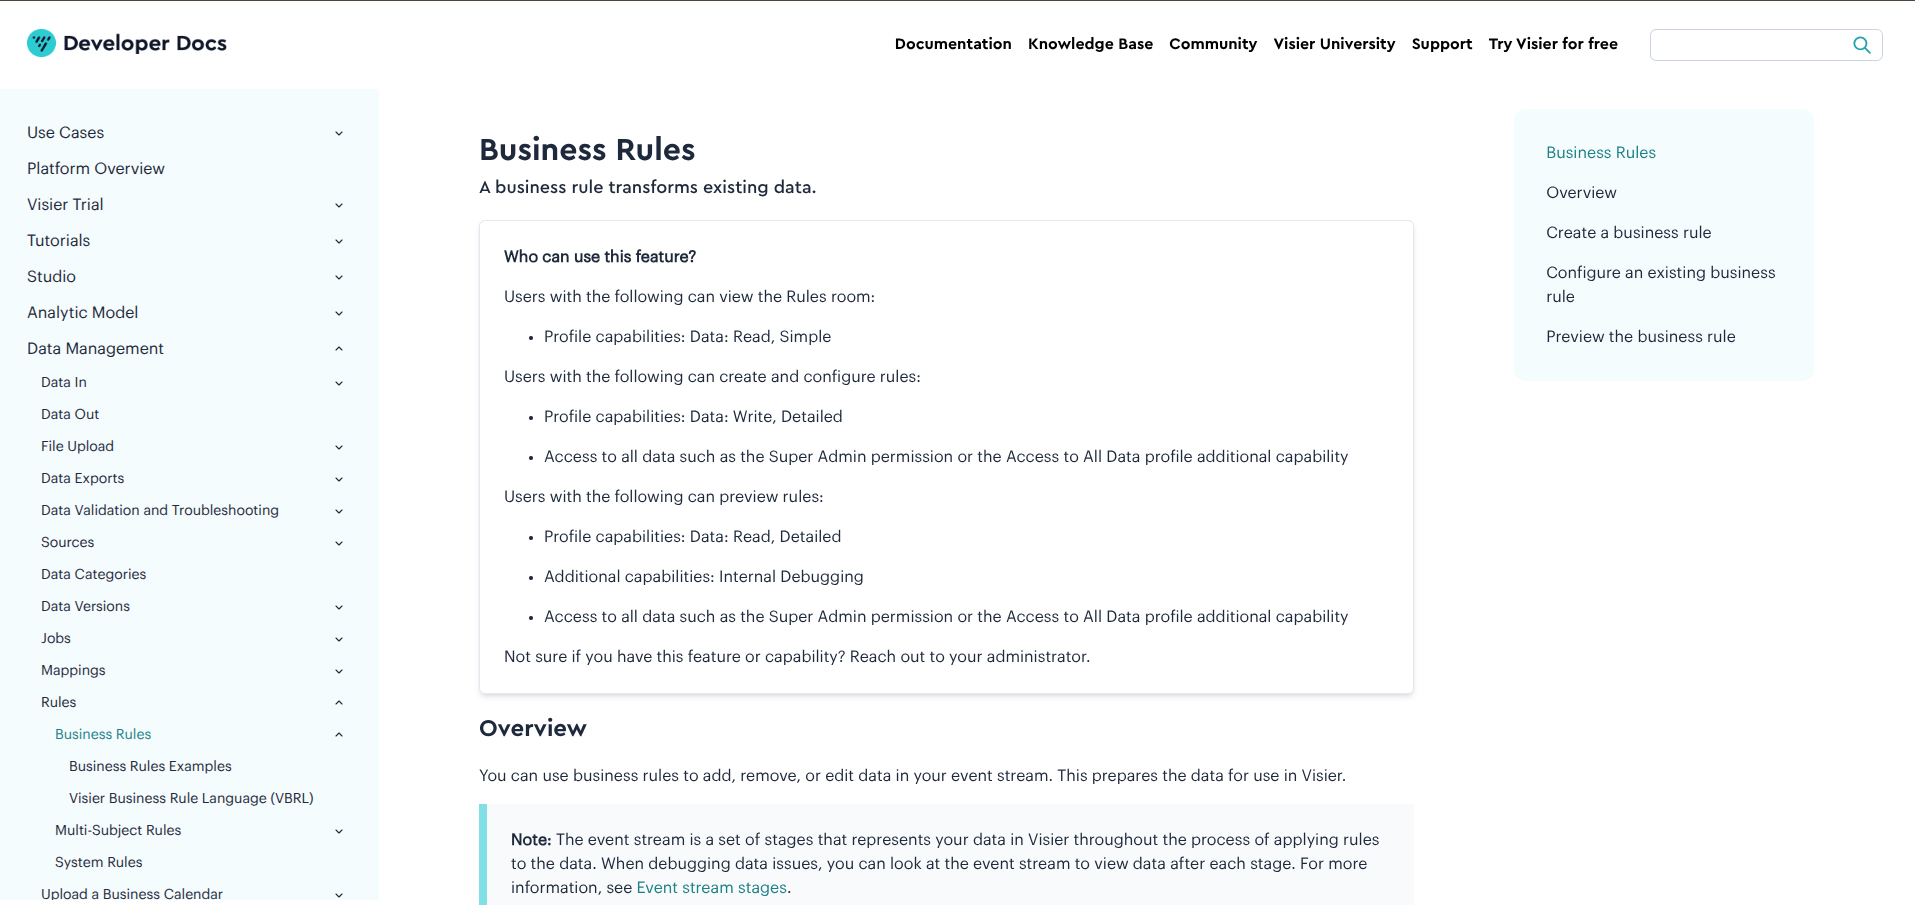 Developer Docs
Documentation Knowledge Base Community Visier University Support Try Visier for free
Use Cases
Platform Overview
Visier Trial
Tutorials
Studio
Analytic Model
Data Management
Data In
Data Out
File Upload
Data Exports
Data Validation and Troubleshooting
Sources
Data Categories
Data Versions
Jobs
Mappings
Rules
Business Rules
Business Rules Examples
Visier Business Rule Language (VBRL)
Multi-Subject Rules
System Rules
Upload a Business Calendar
Business Rules
A business rule transforms existing data.
Who can use this feature?
Users with the following can view the Rules room:
• Profile capabilities: Data: Read, Simple
Users with the following can create and configure rules:
• Profile capabilities: Data: Write, Detailed
• Access to all data such as the Super Admin permission or the Access to All Data profile additional capability
Users with the following can preview rules:
• Profile capabilities: Data: Read, Detailed
• Additional capabilities: Internal Debugging
• Access to all data such as the Super Admin permission or the Access to All Data profile additional capability
Not sure if you have this feature or capability? Reach out to your administrator.
Overview
You can use business rules to add, remove, or edit data in your event stream. This prepares the data for use in Visier.
Note: The event stream is a set of stages that represents your data in Visier throughout the process of applying rules
to the data. When debugging data issues, you can look at the event stream to view data after each stage. For more
information, see Event stream stages.
Business Rules
Overview
Create a business rule
Configure an existing business
rule
Preview the business rule